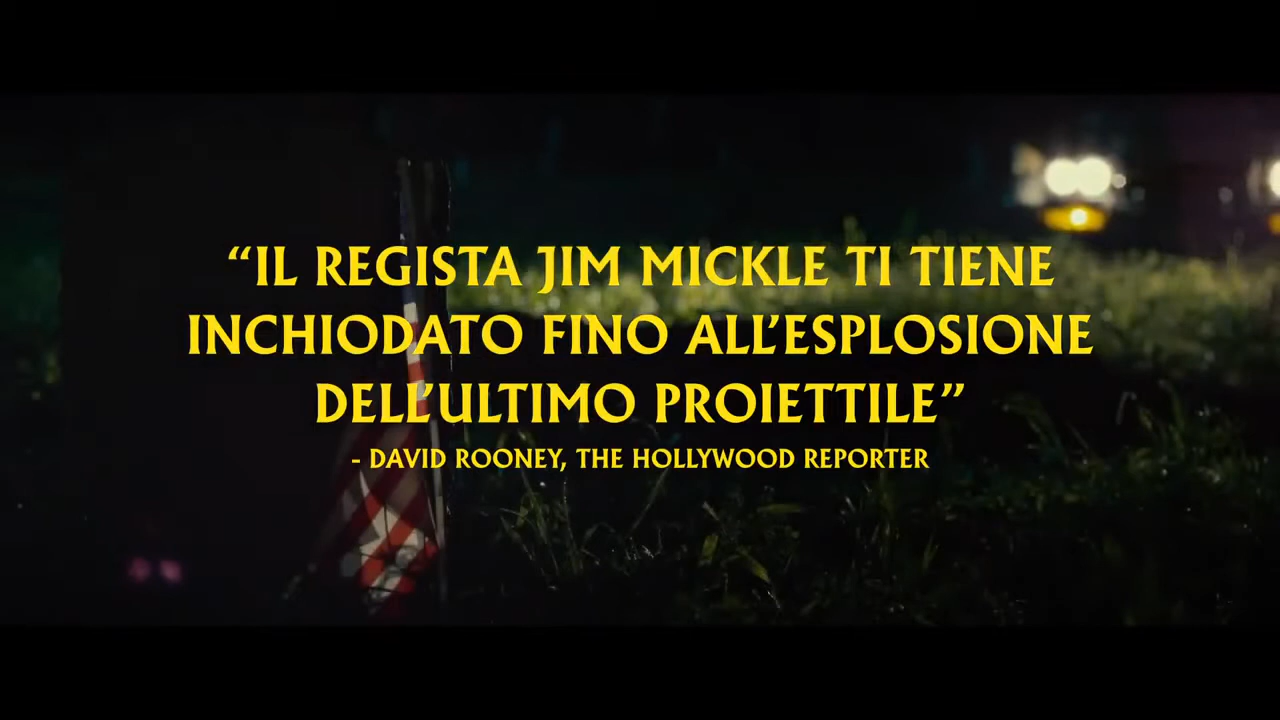 “IL REGISTA JIM MICKLE TI TIENE
INCHIODATO FINO ALL’ESPLOSIONE
DELL’ULTIMO PROIETTILE”
- DAVID ROONEY, THE HOLLYWOOD REPORTER